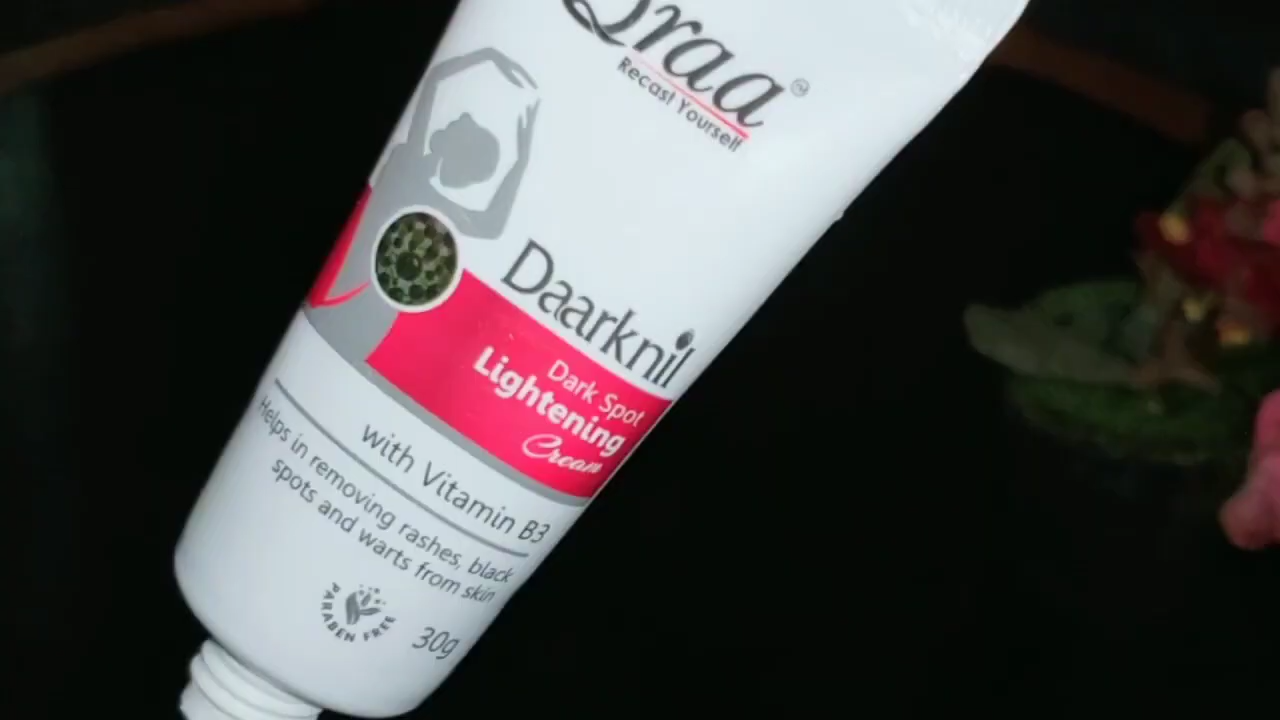 Qraa
Recast Yourself
Daarknil
Dark Spot
Lightening
Cream
with Vitamin B3
Helps in removing rashes, black
spots and warts from skin
PARABEN FREE
30g